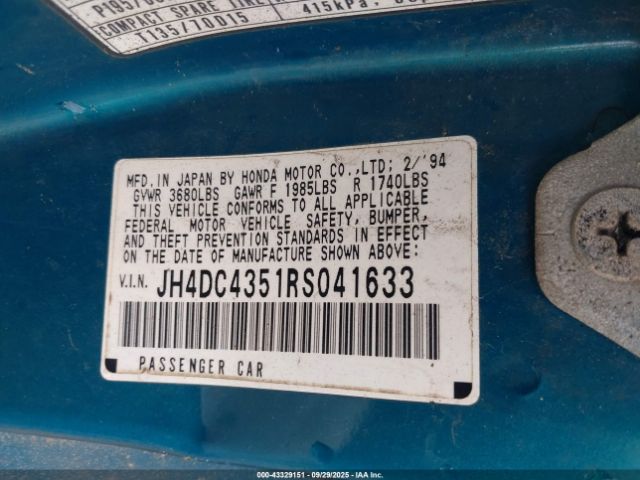 COMPACT SPARE TIRE
T135/70D15 415kPa.
MFD. IN JAPAN BY HONDA MOTOR CO.,LTD; 2/'94
GVWR 3680LBS GAWR F 1985LBS R 1740LBS
THIS VEHICLE CONFORMS TO ALL APPLICABLE
FEDERAL MOTOR VEHICLE SAFETY, BUMPER,
AND THEFT PREVENTION STANDARDS IN EFFECT
ON THE DATE OF MANUFACTURE SHOWN ABOVE:
V.I.N. JH4DC4351RS041633
PASSENGER CAR
000-43329151 - 09/29/2025 - IAAI.com